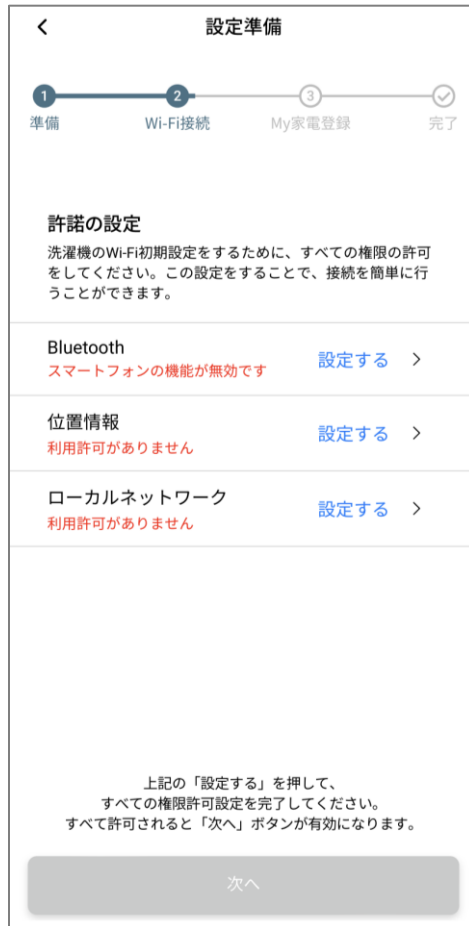 設定準備
1 2 3
準備 Wi-Fi接続 My家電登録 完了
許諾の設定
洗濯機のWi-Fi初期設定をするために、すべての権限の許可
をしてください。この設定をすることで、接続を簡単に行
うことができます。
Bluetooth
設定する
スマートフォンの機能が無効です
位置情報
設定する
利用許可がありません
ローカルネットワーク
設定する
利用許可がありません
上記の「設定する」を押して、
すべての権限許可設定を完了してください。
すべて許可されると「次へ」ボタンが有効になります。
次へ